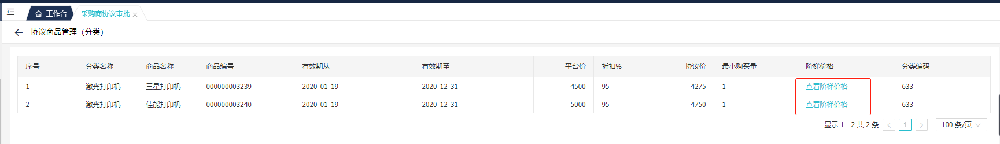 工作台 采购商协议审批
协议商品管理（分类）
序号 分类名称 商品名称 商品编号 有效期从 有效期至 平台价 折扣% 协议价 最小购买量 阶梯价格 分类编码
1 激光打印机 三星打印机 000000003239 2020-01-19 2020-12-31 4500 95 4275 1 查看阶梯价格 633
2 激光打印机 佳能打印机 000000003240 2020-01-19 2020-12-31 5000 95 4750 1 查看阶梯价格 633
显示 1 - 2 共 2 条 1 100 条/页